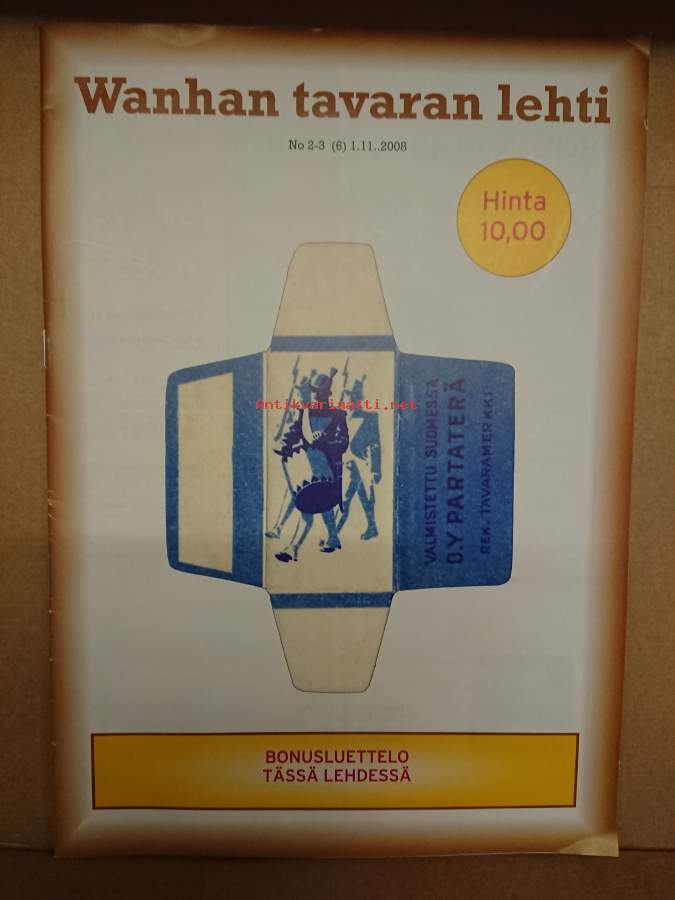 Wanhan tavaran lehti
No 2-3 (6) 1.11..2008
Hinta
10,00
Antikvariaatti.net
VALMISTETTU SUOMESSA
O.Y PARTATERÄ
REK. TAVARAMERKKI
BONUSLUETTELO
TÄSSÄ LEHDESSÄ